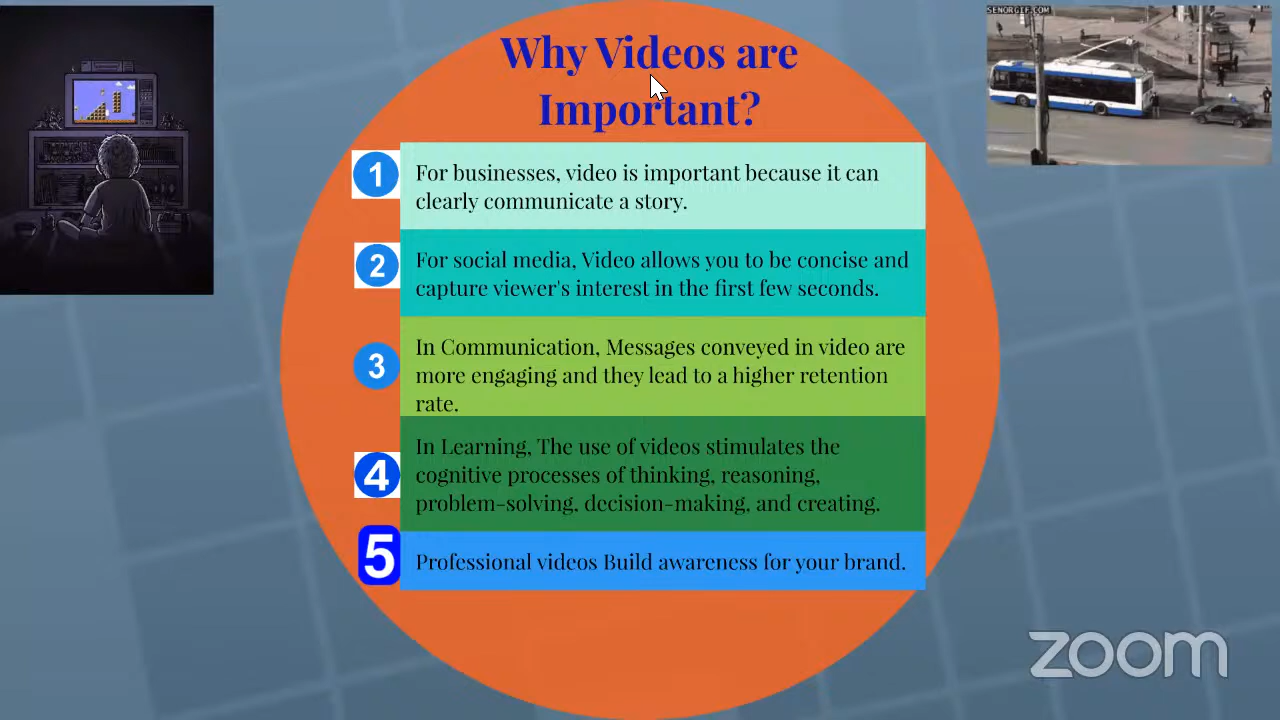 SENORGIF.COM
Why Videos are
Important?
1
For businesses, video is important because it can
clearly communicate a story.
2
For social media, Video allows you to be concise and
capture viewer's interest in the first few seconds.
3
In Communication, Messages conveyed in video are
more engaging and they lead to a higher retention
rate.
4
In Learning, The use of videos stimulates the
cognitive processes of thinking, reasoning,
problem-solving, decision-making, and creating.
5
Professional videos Build awareness for your brand.
zoom